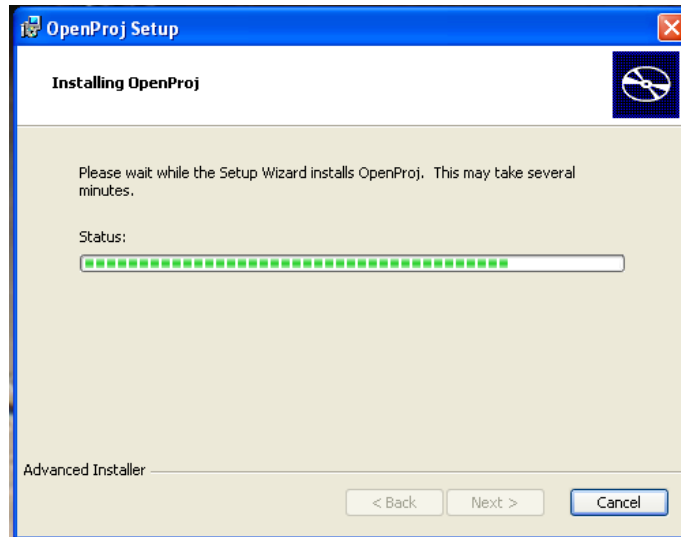 OpenProj Setup
Installing OpenProj
Please wait while the Setup Wizard installs OpenProj.  This may take several
minutes.
Status:
Advanced Installer
< Back
Next >
Cancel